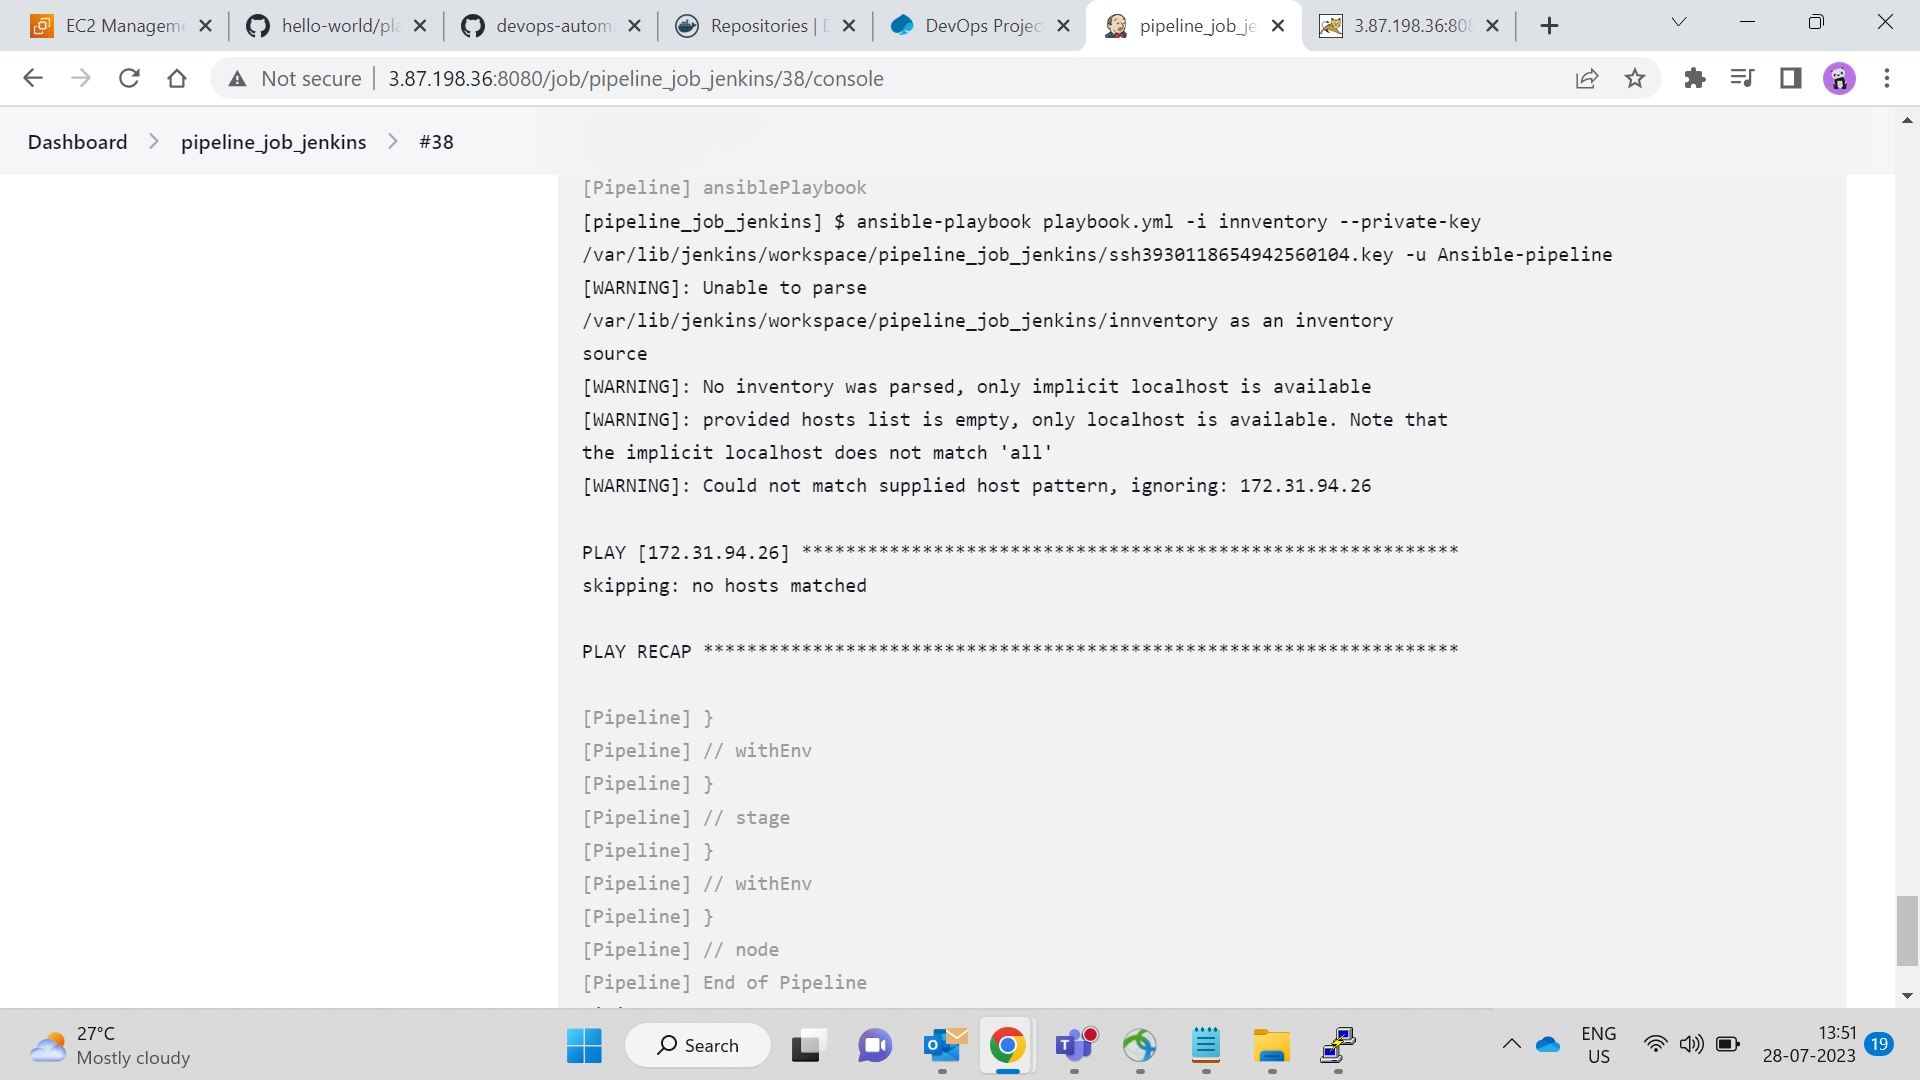 EC2 Manageme
hello-world/pla
devops-autom
Repositories | D
DevOps Projec
pipeline_job_je
3.87.198.36:808
Not secure
3.87.198.36:8080/job/pipeline_job_jenkins/38/console
Dashboard
pipeline_job_jenkins
#38
[Pipeline] ansiblePlaybook
[pipeline_job_jenkins] $ ansible-playbook playbook.yml -i innventory --private-key
/var/lib/jenkins/workspace/pipeline_job_jenkins/ssh3930118654942560104.key -u Ansible-pipeline
[WARNING]: Unable to parse
/var/lib/jenkins/workspace/pipeline_job_jenkins/innventory as an inventory
source
[WARNING]: No inventory was parsed, only implicit localhost is available
[WARNING]: provided hosts list is empty, only localhost is available. Note that
the implicit localhost does not match 'all'
[WARNING]: Could not match supplied host pattern, ignoring: 172.31.94.26
PLAY [172.31.94.26] ************************************************************
skipping: no hosts matched
PLAY RECAP *********************************************************************
[Pipeline] }
[Pipeline] // withEnv
[Pipeline] }
[Pipeline] // stage
[Pipeline] }
[Pipeline] // withEnv
[Pipeline] }
[Pipeline] // node
[Pipeline] End of Pipeline
27°C
Mostly cloudy
Search
ENG
US
13:51
28-07-2023
19